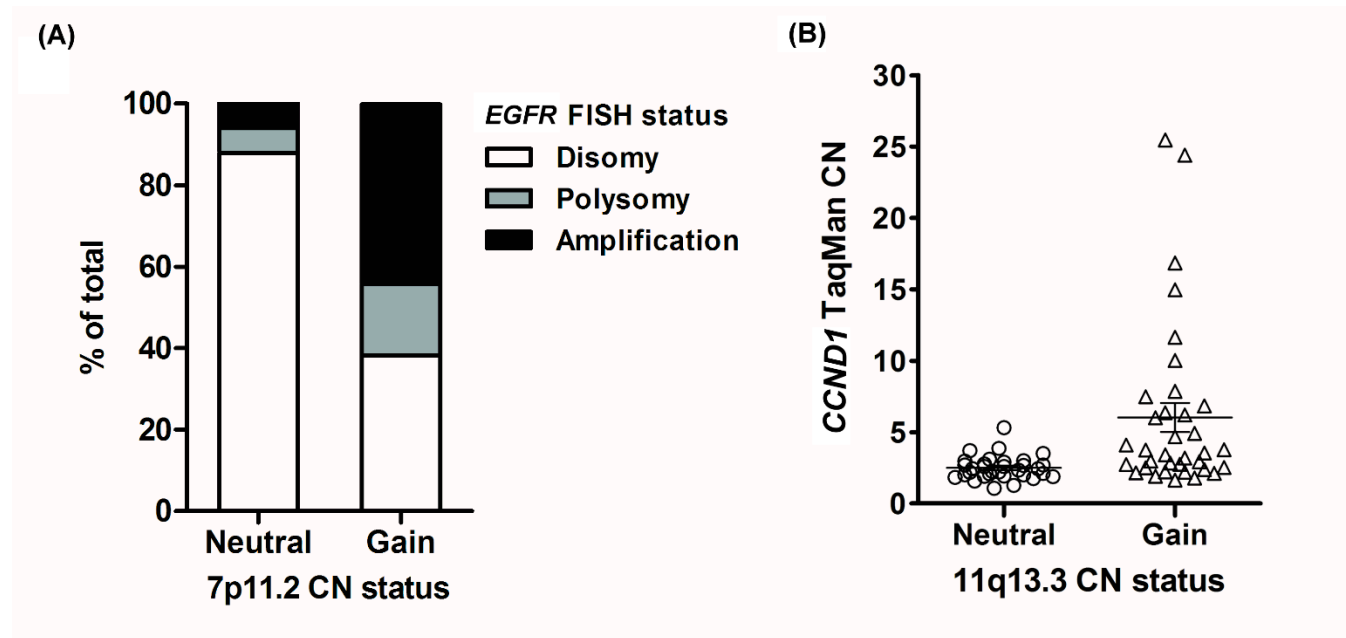 (A)
100
80
60
40
20
0
% of total
Neutral Gain
7p11.2 CN status
EGFR FISH status
Disomy
Polysomy
Amplification
(B)
30
25
20
15
10
5
0
CCND1 TaqMan CN
Neutral Gain
11q13.3 CN status